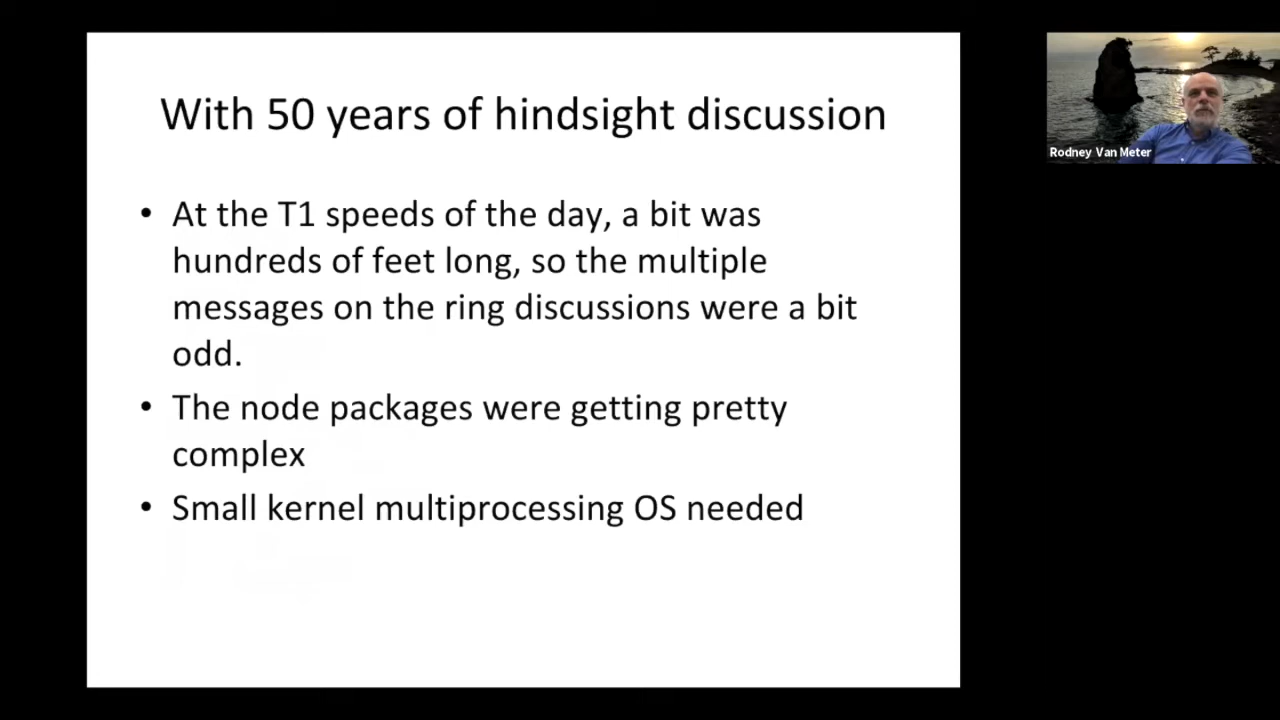 With 50 years of hindsight discussion
• At the T1 speeds of the day, a bit was
hundreds of feet long, so the multiple
messages on the ring discussions were a bit
odd.
• The node packages were getting pretty
complex
• Small kernel multiprocessing OS needed
Rodney Van Meter